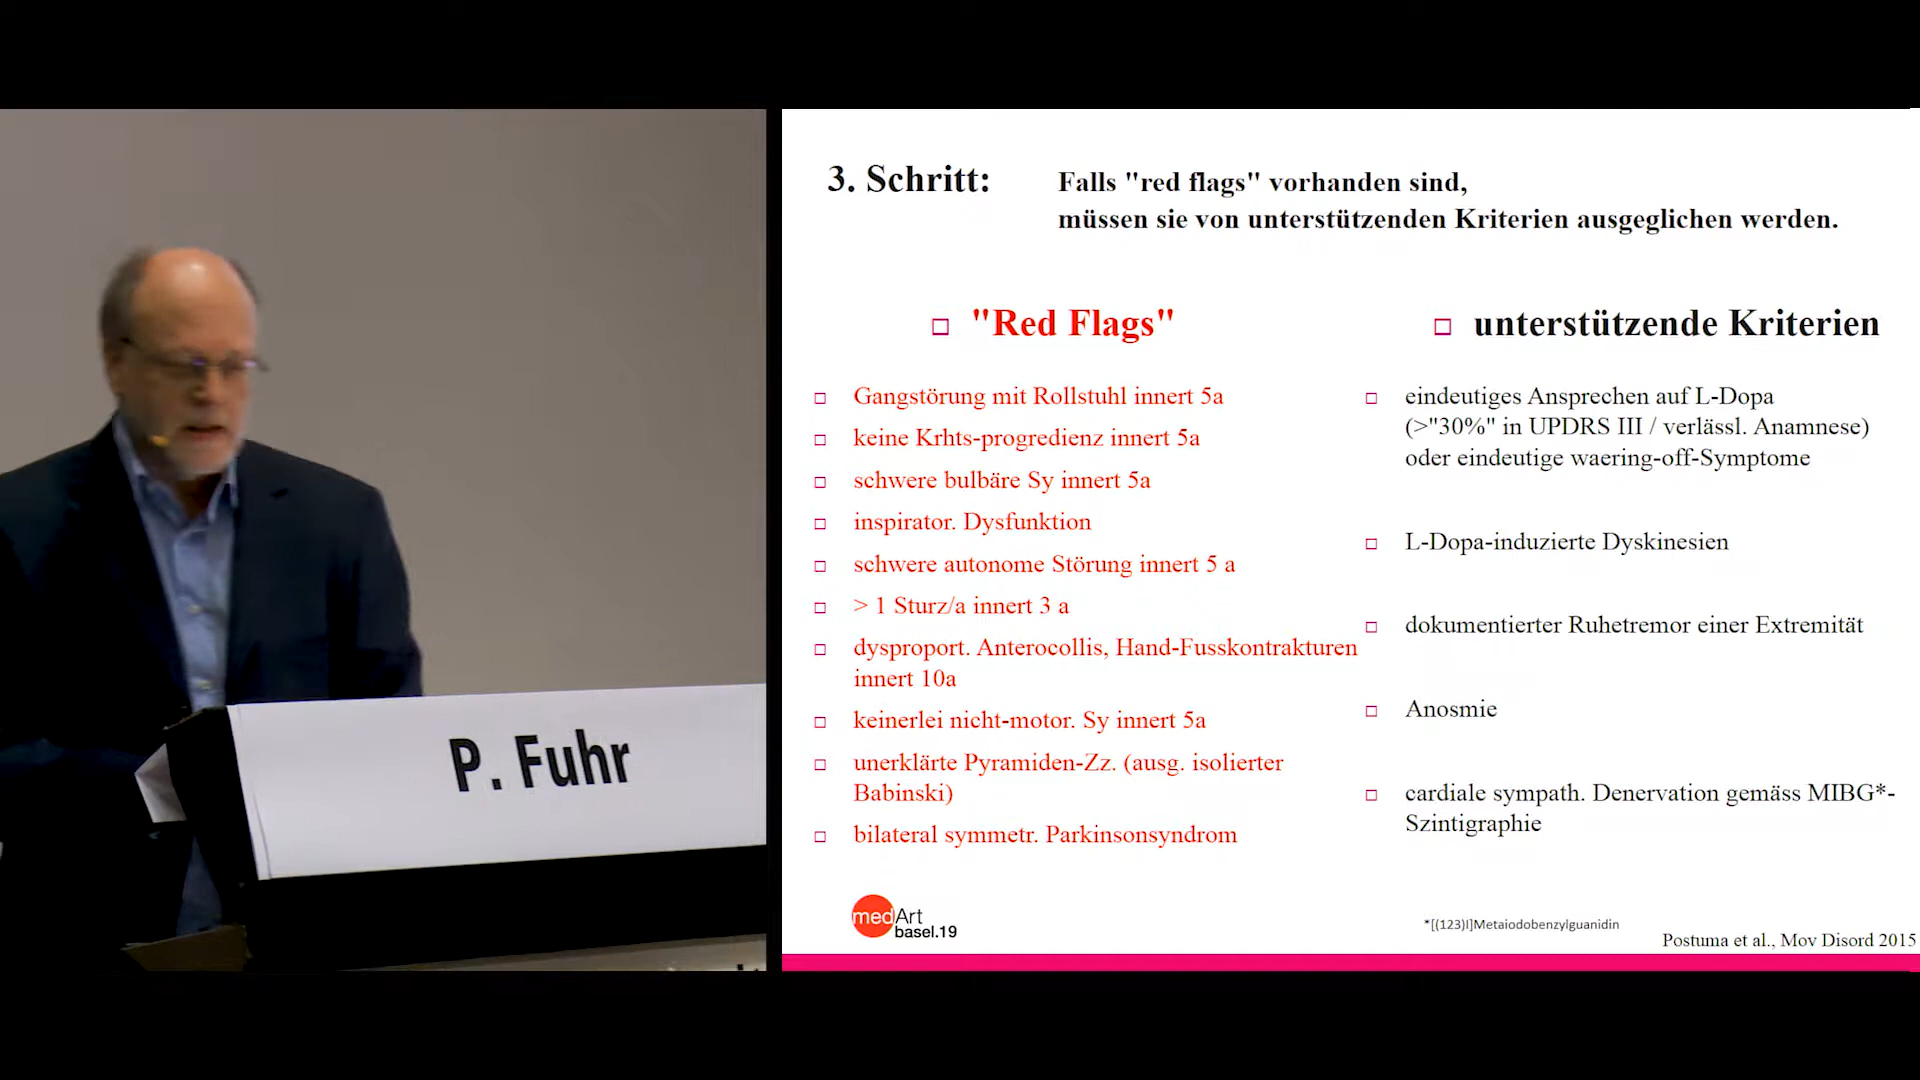 P. Fuhr
3. Schritt:
Falls "red flags" vorhanden sind,
müssen sie von unterstützenden Kriterien ausgeglichen werden.
"Red Flags"
Gangstörung mit Rollstuhl innert 5a
keine Krhts-progredienz innert 5a
schwere bulbäre Sy innert 5a
inspirator. Dysfunktion
schwere autonome Störung innert 5 a
> 1 Sturz/a innert 3 a
dysproport. Anterocollis, Hand-Fusskontrakturen
innert 10a
keinerlei nicht-motor. Sy innert 5a
unerklärte Pyramiden-Zz. (ausg. isolierter
Babinski)
bilateral symmetr. Parkinsonsyndrom
unterstützende Kriterien
eindeutiges Ansprechen auf L-Dopa
(>"30%" in UPDRS III / verlässl. Anamnese)
oder eindeutige waering-off-Symptome
L-Dopa-induzierte Dyskinesien
dokumentierter Ruhetremor einer Extremität
Anosmie
cardiale sympath. Denervation gemäss MIBG*-
Szintigraphie
medArt
basel.19
*[(123)I]Metaiodobenzylguanidin
Postuma et al., Mov Disord 2015